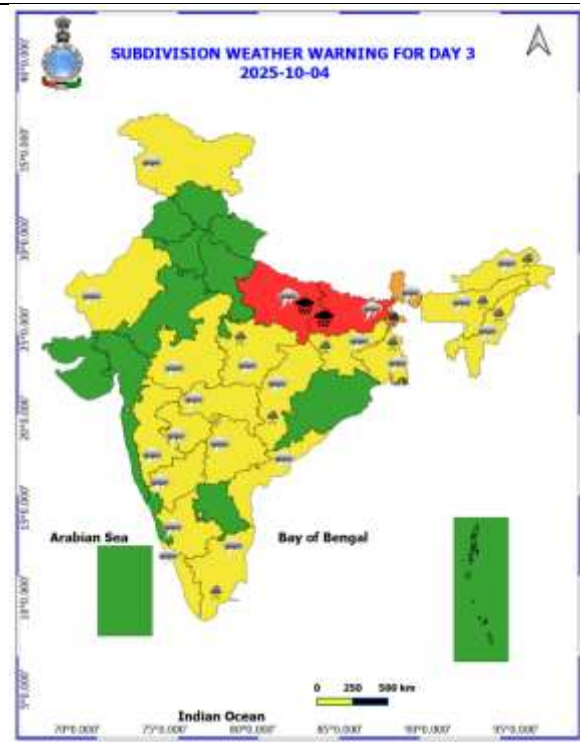 SUBDIVISION WEATHER WARNING FOR DAY 3
2025-10-04
Arabian Sea
Bay of Bengal
0 250 500 km
Indian Ocean
70°0.000' 75°0.000' 80°0.000' 85°0.000' 90°0.000' 95°0.000'